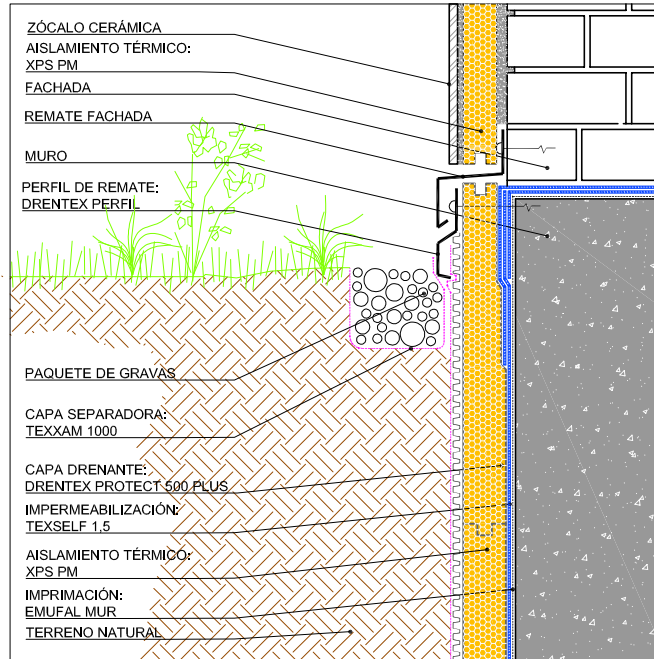 ZÓCALO CERÁMICA
AISLAMIENTO TÉRMICO:
XPS PM
FACHADA
REMATE FACHADA
MURO
PERFIL DE REMATE:
DRENTEX PERFIL
PAQUETE DE GRAVAS
CAPA SEPARADORA:
TEXXAM 1000
CAPA DRENANTE:
DRENTEX PROTECT 500 PLUS
IMPERMEABILIZACIÓN:
TEXSELF 1,5
AISLAMIENTO TÉRMICO:
XPS PM
IMPRIMACIÓN:
EMUFAL MUR
TERRENO NATURAL